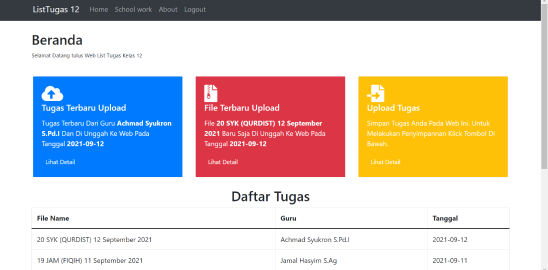 ListTugas 12 Home School work About Logout
Beranda
Selamat Datang tulus Web List Tugas Kelas 12
Tugas Terbaru Upload
Tugas Terbaru Dari Guru Achmad Syukron
S.Pd.I Dan Di Unggah Ke Web Pada
Tanggal 2021-09-12
Lihat Detail
File Terbaru Upload
File 20 SYK (QURDIST) 12 September
2021 Baru Saja Di Unggah Ke Web Pada
Tanggal 2021-09-12
Lihat Detail
Upload Tugas
Simpan Tugas Anda Pada Web Ini. Untuk
Melakukan Penyimpannan Klick Tombol Di
Bawah.
Lihat Detail
Daftar Tugas
File Name Guru Tanggal
20 SYK (QURDIST) 12 September 2021 Achmad Syukron S.Pd.I 2021-09-12
19 JAM (FIQIH) 11 September 2021 Jamal Hasyim S.Ag 2021-09-11